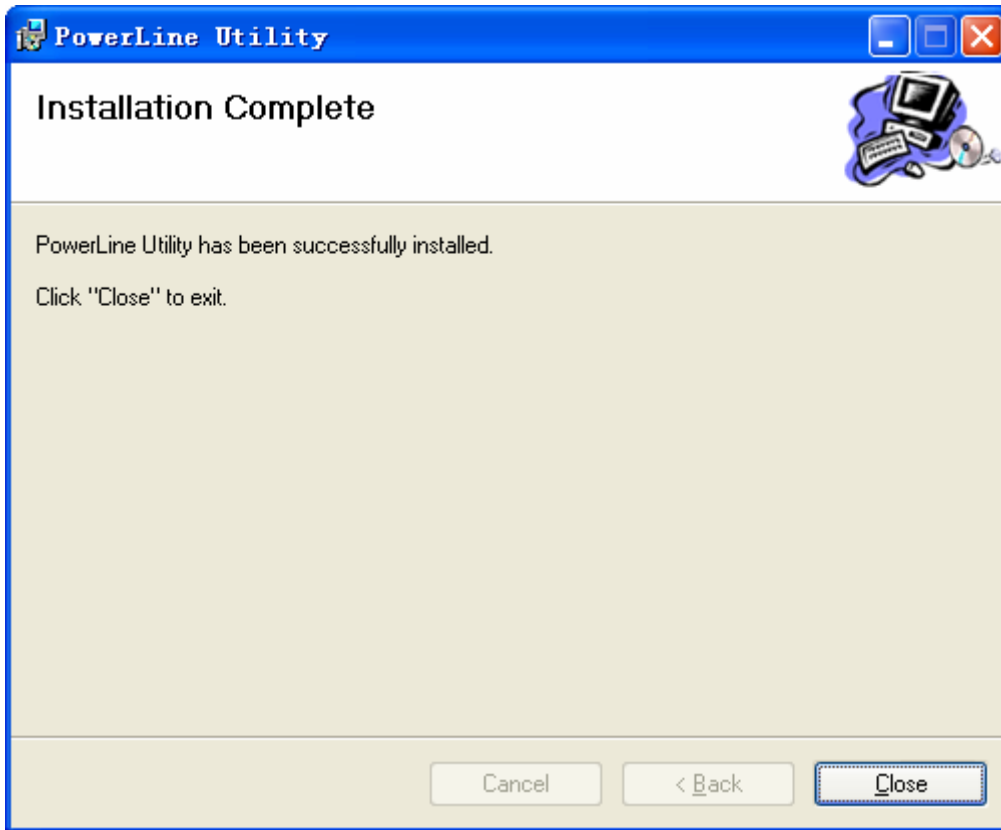 PowerLine Utility
Installation Complete
PowerLine Utility has been successfully installed.
Click "Close" to exit.
Cancel
< Back
Close